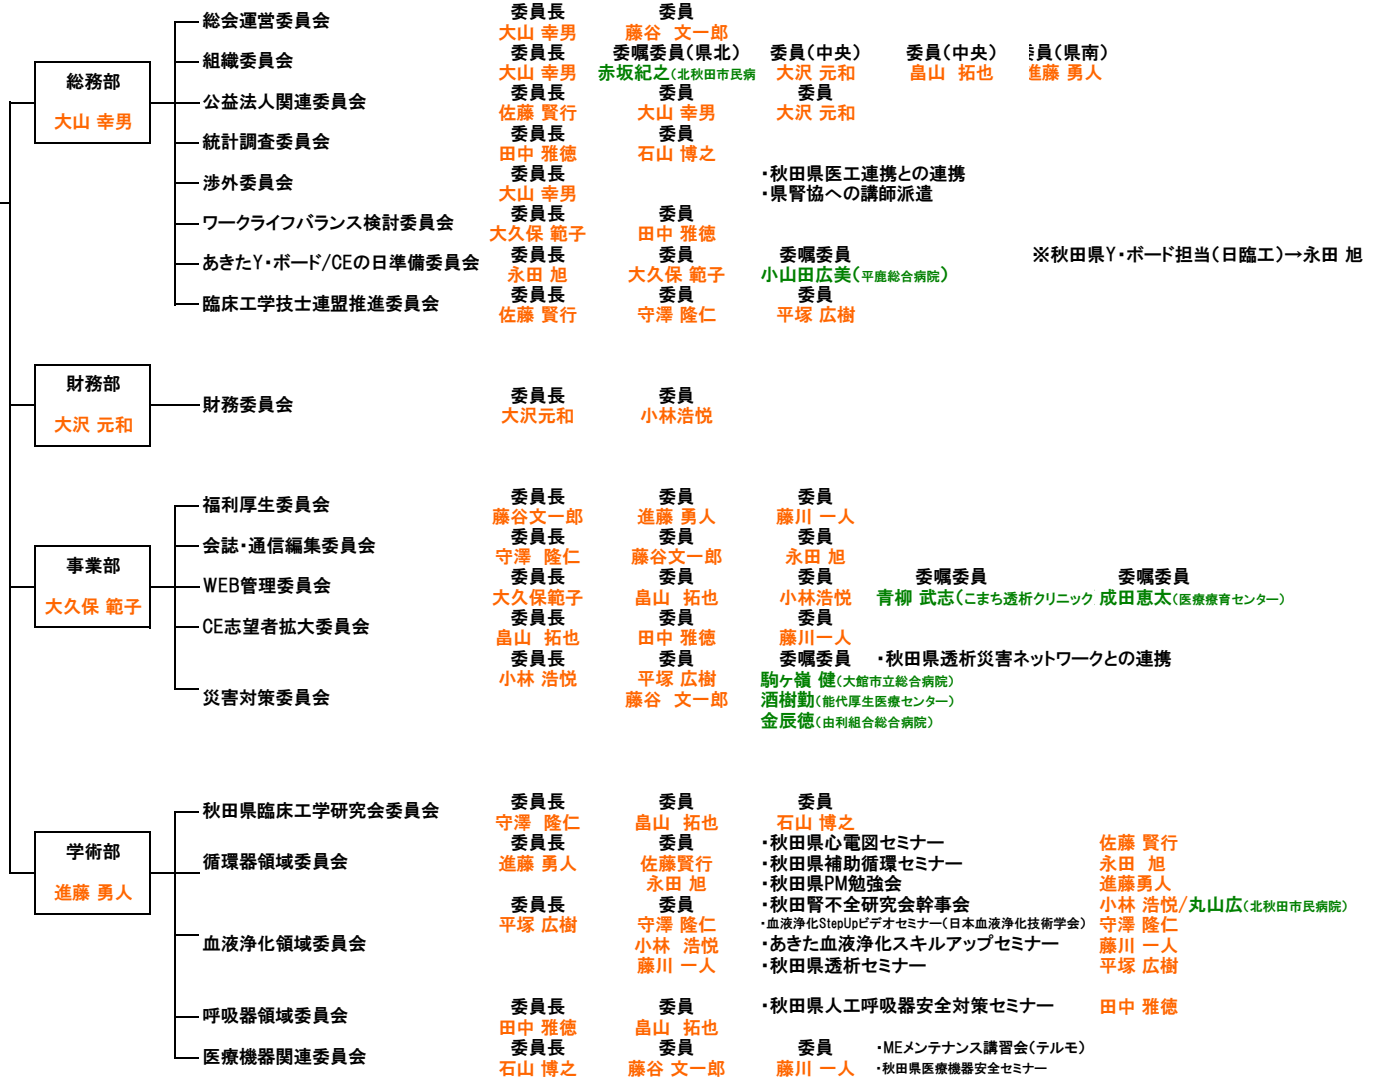 総務部
大山 幸男
総会運営委員会
委員長 委員
大山 幸男 藤谷 文一郎
組織委員会
委員長 委嘱委員(県北) 委員(中央) 委員(中央) 委員(県南)
大山 幸男 赤坂紀之(北秋田市民病 大沢 元和 畠山 拓也 進藤 勇人
公益法人関連委員会
委員長 委員 委員
佐藤 賢行 大山 幸男 大沢 元和
統計調査委員会
委員長 委員
田中 雅徳 石山 博之
渉外委員会
委員長 ・秋田県医工連携との連携
大山 幸男 ・県腎協への講師派遣
ワークライフバランス検討委員会
委員長 委員
大久保 範子 田中 雅徳
あきたY・ボード/CEの日準備委員会
委員長 委員 委嘱委員 ※秋田県Y・ボード担当(日臨工)→永田 旭
永田 旭 大久保 範子 小山田広美(平鹿総合病院)
臨床工学技士連盟推進委員会
委員長 委員 委員
佐藤 賢行 守澤 隆仁 平塚 広樹
財務部
大沢 元和
財務委員会
委員長 委員
大沢元和 小林浩悦
事業部
大久保 範子
福利厚生委員会
委員長 委員 委員
藤谷文一郎 進藤 勇人 藤川 一人
会誌・通信編集委員会
委員長 委員 委員
守澤 隆仁 藤谷文一郎 永田 旭
WEB管理委員会
委員長 委員 委員 委嘱委員 委嘱委員
大久保範子 畠山 拓也 小林浩悦 青柳 武志(こまち透析クリニック 成田恵太(医療療育センター)
CE志望者拡大委員会
委員長 委員 委員
畠山 拓也 田中 雅徳 藤川一人
災害対策委員会
委員長 委員 委嘱委員 ・秋田県透析災害ネットワークとの連携
小林 浩悦 平塚 広樹 駒ヶ嶺 健(大館市立総合病院)
藤谷 文一郎 酒樹勤(能代厚生医療センター)
金辰徳(由利組合総合病院)
学術部
進藤 勇人
秋田県臨床工学研究会委員会
委員長 委員 委員
守澤 隆仁 畠山 拓也 石山 博之
循環器領域委員会
委員長 委員 ・秋田県心電図セミナー 佐藤 賢行
進藤 勇人 佐藤賢行 ・秋田県補助循環セミナー 永田 旭
永田 旭 ・秋田県PM勉強会 進藤勇人
血液浄化領域委員会
委員長 委員 ・秋田腎不全研究会幹事会 小林 浩悦/丸山広(北秋田市民病院)
平塚 広樹 守澤 隆仁 ・血液浄化StepUpビデオセミナー(日本血液浄化技術学会) 守澤 隆仁
小林 浩悦 ・あきた血液浄化スキルアップセミナー 藤川 一人
藤川 一人 ・秋田県透析セミナー 平塚 広樹
呼吸器領域委員会
委員長 委員 ・秋田県人工呼吸器安全対策セミナー 田中 雅徳
田中 雅徳 畠山 拓也
医療機器関連委員会
委員長 委員 委員 ・MEメンテナンス講習会(テルモ)
石山 博之 藤谷 文一郎 藤川 一人 ・秋田県医療機器安全セミナー